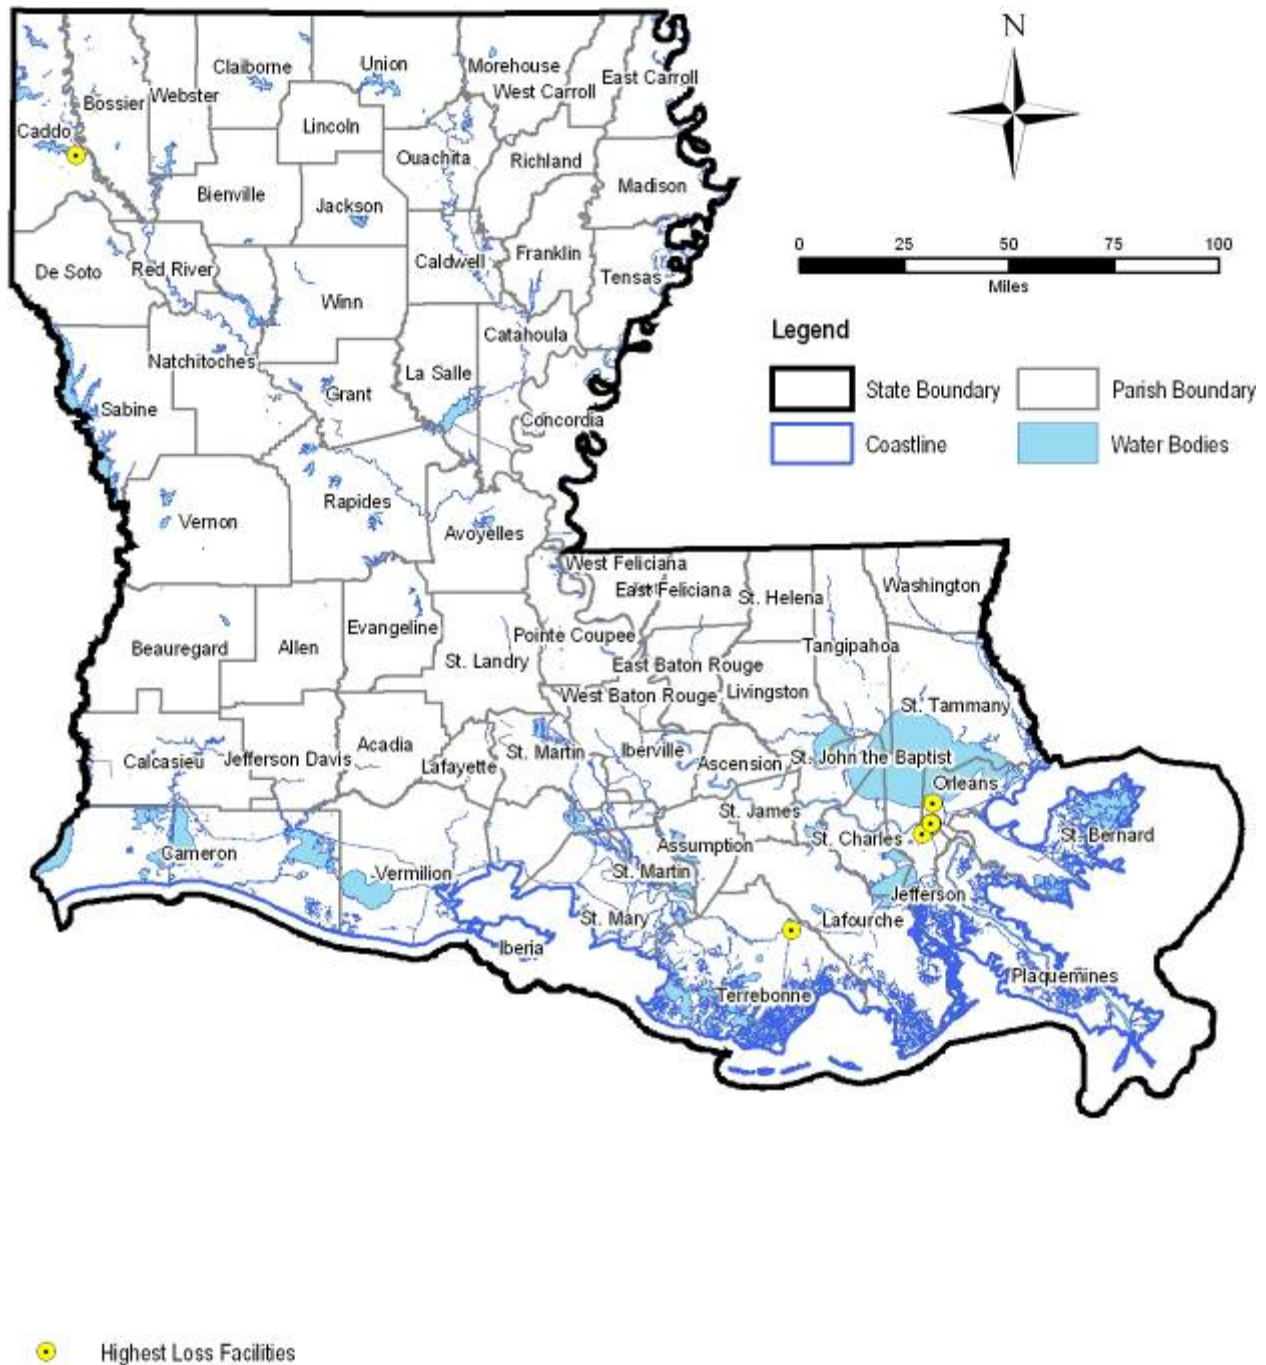 N
Claiborne
Union
Morehouse
East Carroll
Webster
West Carroll
Bossier
Caddo
Lincoln
Ouachita
Richland
Madison
Bienville
Jackson
0 25 50 75 100
Miles
De Soto
Red River
Caldwell
Franklin
Tensas
Winn
Catahoula
Legend
Natchitoches
La Salle
Grant
State Boundary
Parish Boundary
Sabine
Concordia
Coastline
Water Bodies
Rapides
Vernon
Avoyelles
West Feliciana
East Feliciana
St. Helena
Washington
Evangeline
Pointe Coupee
Beauregard
Allen
Tangipahoa
St. Landry
East Baton Rouge
West Baton Rouge
Livingston
St. Tammany
Acadia
St. Martin
Iberville
Calcasieu
Jefferson Davis
Lafayette
Ascension
St. John the Baptist
Orleans
St. James
St. Charles
St. Bernard
Assumption
Cameron
Vermilion
St. Martin
Jefferson
St. Mary
Lafourche
Iberia
Plaquemines
Terrebonne
Highest Loss Facilities